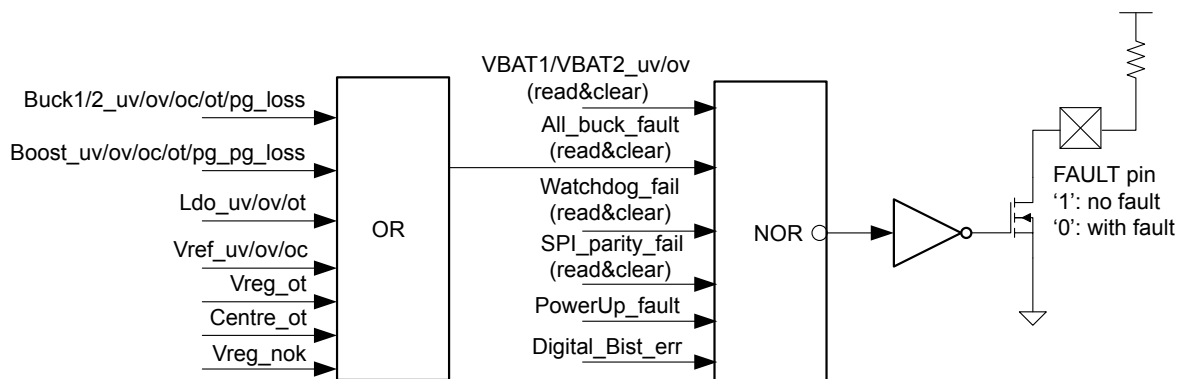 Buck1/2_uv/ov/oc/ot/pg_loss
Boost_uv/ov/oc/ot/pg_pg_loss
Ldo_uv/ov/ot
Vref_uv/ov/oc
Vreg_ot
Centre_ot
Vreg_nok
OR
VBAT1/VBAT2_uv/ov
(read&clear)
All_buck_fault
(read&clear)
Watchdog_fail
(read&clear)
SPI_parity_fail
(read&clear)
PowerUp_fault
Digital_Bist_err
NOR
FAULT pin
‘1’: no fault
‘0’: with fault